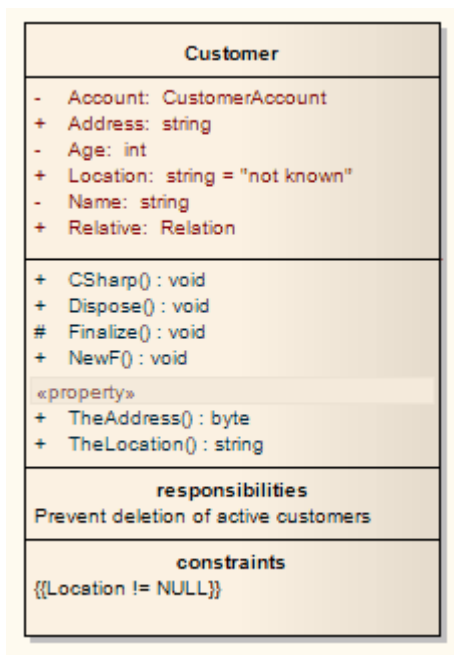 Customer
- Account: CustomerAccount
+ Address: string
- Age: int
+ Location: string = "not known"
- Name: string
+ Relative: Relation
+ CSharp() : void
+ Dispose() : void
# Finalize() : void
+ NewF() : void
«property»
+ TheAddress() : byte
+ TheLocation() : string
responsibilities
Prevent deletion of active customers
constraints
{{Location != NULL}}